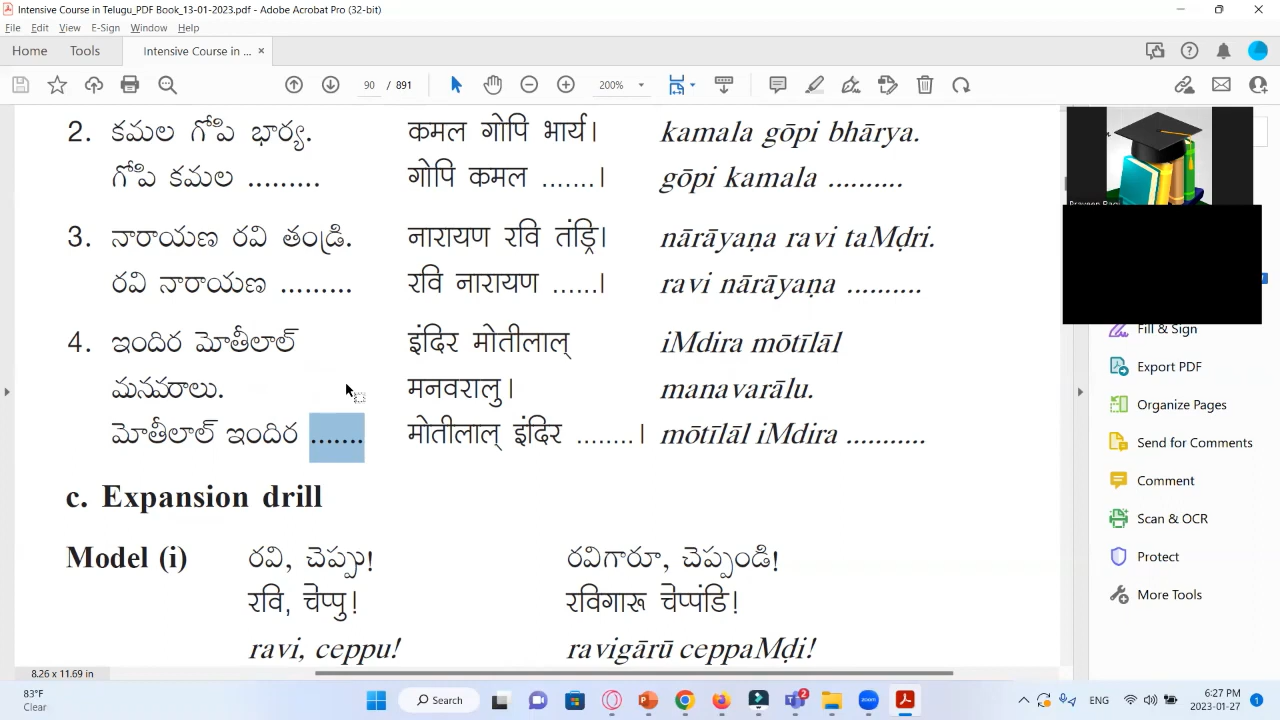 Intensive Course in Telugu_PDF Book_13-01-2023.pdf - Adobe Acrobat Pro (32-bit)
File Edit View E-Sign Window Help
Home Tools Intensive Course in ... ×
90 / 891 200%
2. కమల గోపి భార్య. कमल गोपि भार्य। kamala gōpi bhārya.
గోపి కమల ......... गोपि कमल .......। gōpi kamala ..........
3. నారాయణ రవి తండ్రి. नारायण रवि तंड्रि। nārāyaṇa ravi taMḍri.
రవి నారాయణ ......... रवि नारायण ......। ravi nārāyaṇa ..........
4. ఇందిర మోతీలాల్ इंदिर मोतीलाल् iMdira mōtīlāl
మనవరాలు. मनवरालु। manavarālu.
మోతీలాల్ ఇందిర ....... मोतीलाल् इंदिर ........। mōtīlāl iMdira ...........
c. Expansion drill
Model (i) రవి, చెప్పు! రవిగారూ, చెప్పండి!
रवि, चेप्पु! रविगारू चेप्पंडि!
ravi, ceppu! ravigārū ceppaMḍi!
Fill & Sign
Export PDF
Organize Pages
Send for Comments
Comment
Scan & OCR
Protect
More Tools
8.26 x 11.69 in
83°F
Clear
Search
ENG
6:27 PM
2023-01-27